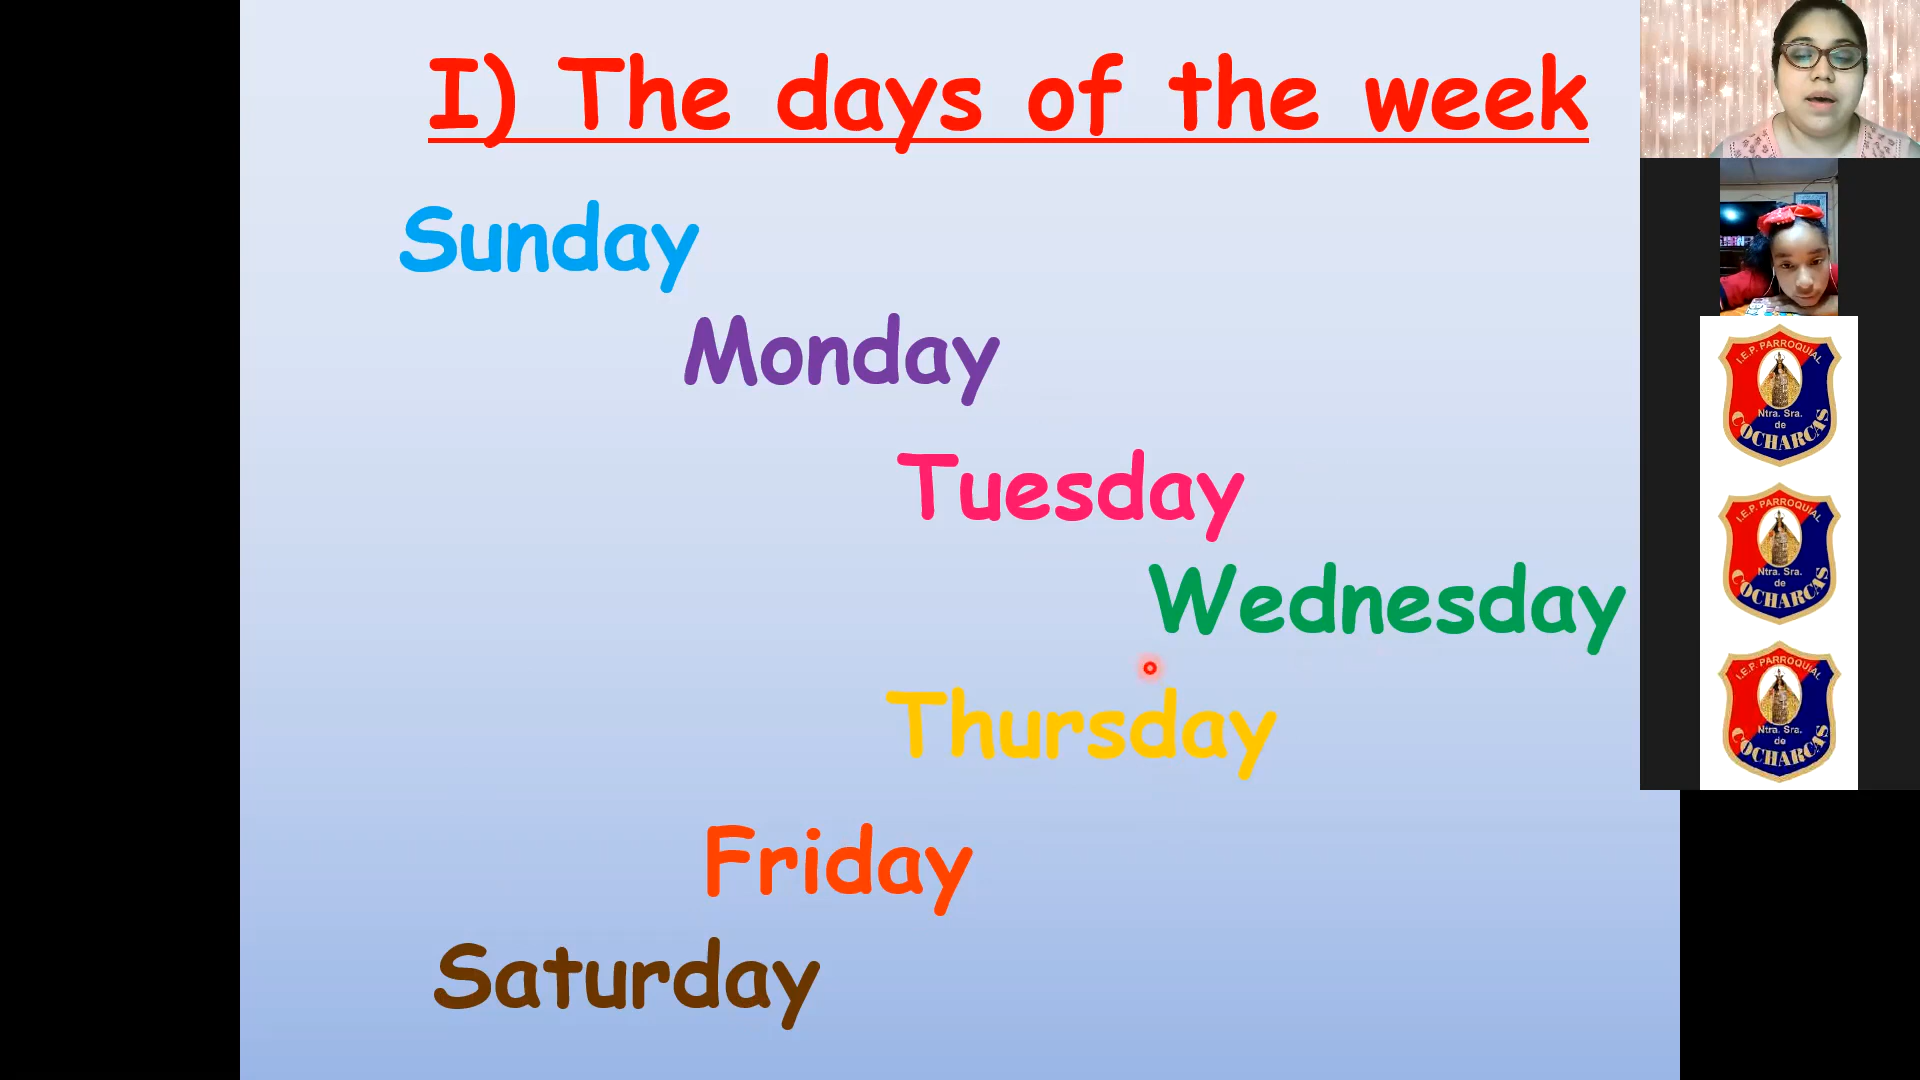 I) The days of the week
Sunday
Monday
Tuesday
Wednesday
Thursday
Friday
Saturday
I.E.P. PARROQUIAL
Ntra. Sra.
de
COCHARCAS
I.E.P. PARROQUIAL
Ntra. Sra.
de
COCHARCAS
I.E.P. PARROQUIAL
Ntra. Sra.
de
COCHARCAS